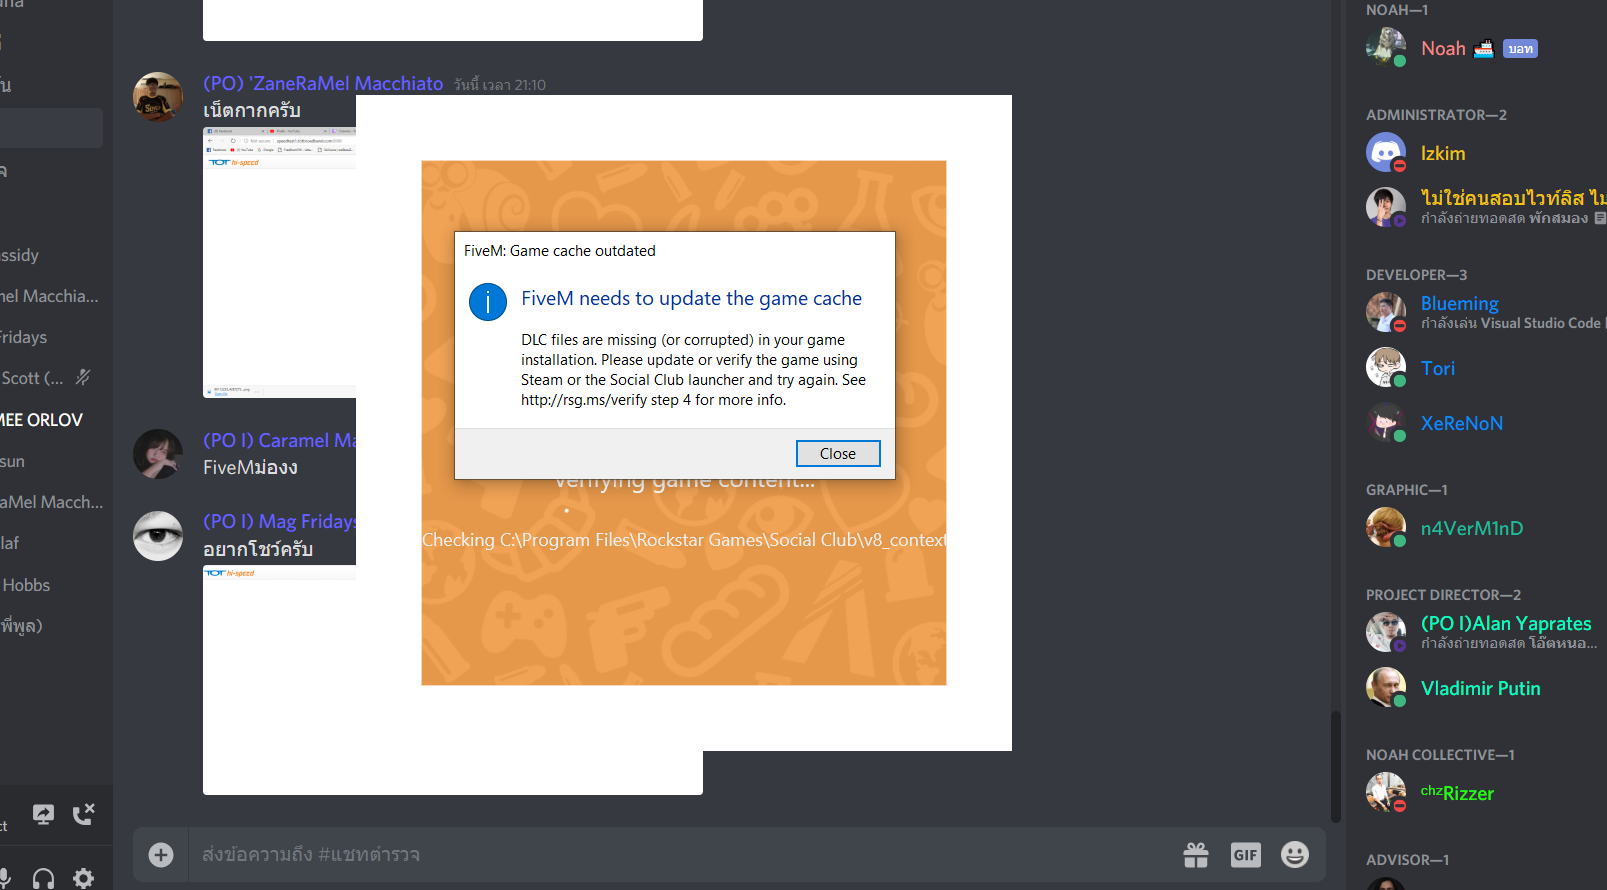 ssidy
nel Macchia...
Fridays
Scott (...
MEE ORLOV
sun
aMel Macch...
laf
Hobbs
พี่พูล)
ct
(PO) 'ZaneRaMel Macchiato วันนี้ เวลา 21:10
เน็ตกากครับ
TOT hi-speed
(PO I) Caramel Ma
FiveMม่องง
(PO I) Mag Fridays
อยากโชว์ครับ
TOT hi-speed
FiveM: Game cache outdated
FiveM needs to update the game cache
DLC files are missing (or corrupted) in your game
installation. Please update or verify the game using
Steam or the Social Club launcher and try again. See
http://rsg.ms/verify step 4 for more info.
Close
Verifying game content...
Checking C:\Program Files\Rockstar Games\Social Club\v8_context
ส่งข้อความถึง #แชทตำรวจ
GIF
NOAH—1
Noah บอท
ADMINISTRATOR—2
Izkim
ไม่ใช่คนสอบไวท์ลิส ไม
กำลังถ่ายทอดสด พักสมอง
DEVELOPER—3
Blueming
กำลังเล่น Visual Studio Code
Tori
XeReNoN
GRAPHIC—1
n4VerM1nD
PROJECT DIRECTOR—2
(PO I)Alan Yaprates
กำลังถ่ายทอดสด โอ๊ตหนอ...
Vladimir Putin
NOAH COLLECTIVE—1
chzRizzer
ADVISOR—1